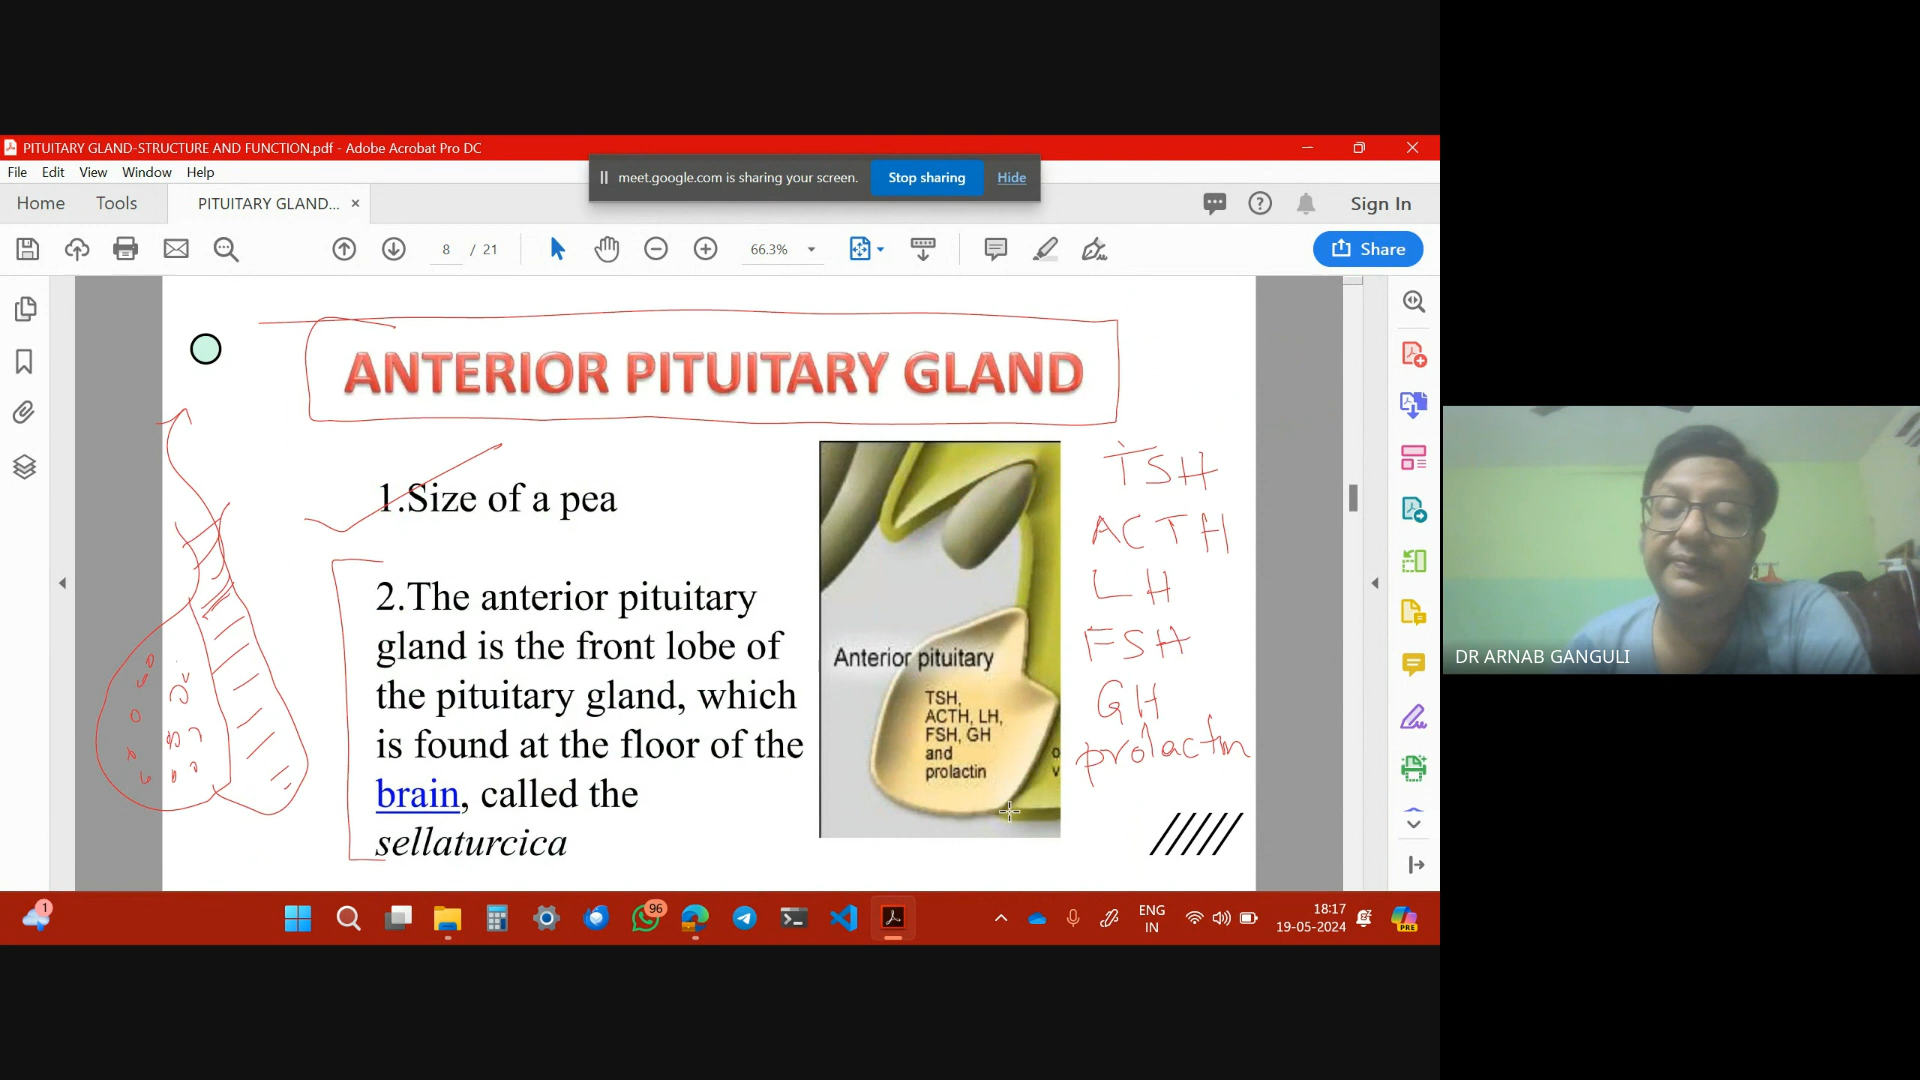 PITUITARY GLAND-STRUCTURE AND FUNCTION.pdf - Adobe Acrobat Pro DC
File Edit View Window Help
meet.google.com is sharing your screen. Stop sharing Hide
Home Tools PITUITARY GLAND... × Sign In
8 / 21 66.3% Share
ANTERIOR PITUITARY GLAND
1.Size of a pea
2.The anterior pituitary
gland is the front lobe of
the pituitary gland, which
is found at the floor of the
brain, called the
sellaturcica
Anterior pituitary
TSH,
ACTH, LH,
FSH, GH
and
prolactin
o
v
TSH
ACTH
LH
FSH
GH
prolactin
DR ARNAB GANGULI
1
96
ENG
IN
18:17
19-05-2024
PRE